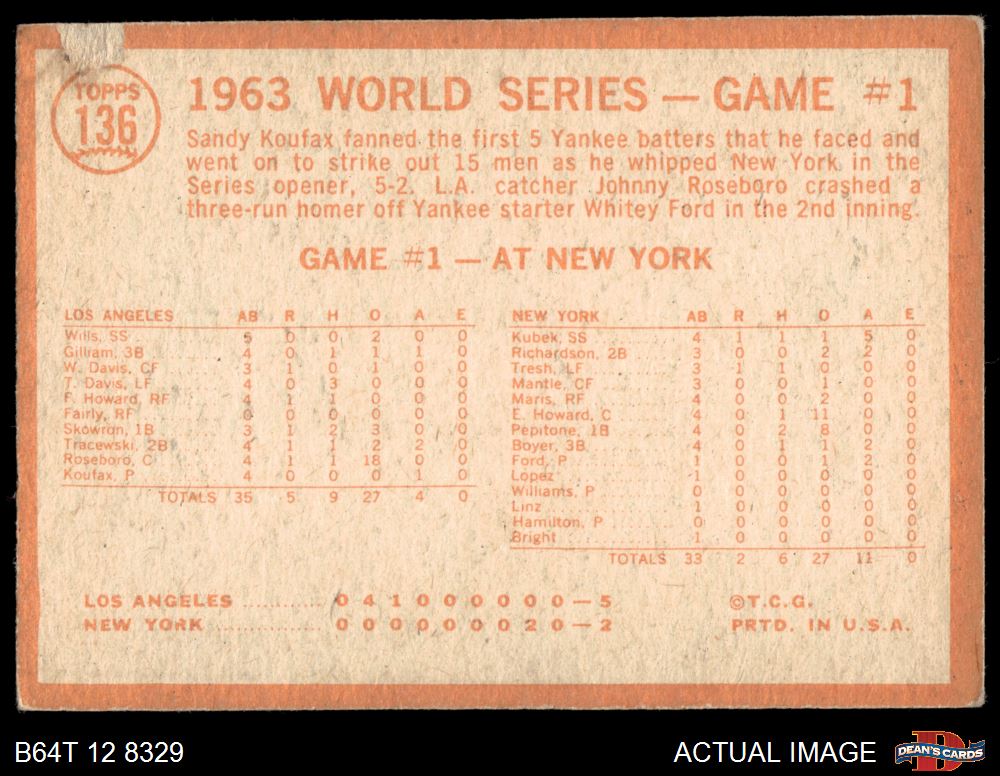 TOPPS
136
1963 WORLD SERIES — GAME #1
Sandy Koufax fanned the first 5 Yankee batters that he faced and
went on to strike out 15 men as he whipped New York in the
Series opener, 5-2. L.A. catcher Johnny Roseboro crashed a
three-run homer off Yankee starter Whitey Ford in the 2nd inning.
GAME #1 — AT NEW YORK
LOS ANGELES AB R H O A E
Wills, SS 5 0 0 2 0 0
Gilliam, 3B 4 0 1 1 1 0
W. Davis, CF 3 1 0 1 0 0
T. Davis, LF 4 0 3 0 0 0
F. Howard, RF 4 1 1 0 0 0
Fairly, RF 0 0 0 0 0 0
Skowron, 1B 3 1 2 3 0 0
Tracewski, 2B 4 1 1 2 2 0
Roseboro, C 4 1 1 18 0 0
Koufax, P 4 0 0 0 1 0
TOTALS 35 5 9 27 4 0
NEW YORK AB R H O A E
Kubek, SS 4 1 1 1 5 0
Richardson, 2B 3 0 0 2 2 0
Tresh, LF 3 1 1 0 0 0
Mantle, CF 3 0 0 1 0 0
Maris, RF 4 0 0 2 0 0
E. Howard, C 4 0 1 11 0 0
Pepitone, 1B 4 0 2 8 0 0
Boyer, 3B 4 0 1 1 2 0
Ford, P 1 0 0 1 2 0
Lopez 1 0 0 0 0 0
Williams, P 0 0 0 0 0 0
Linz 1 0 0 0 0 0
Hamilton, P 0 0 0 0 0 0
Bright 1 0 0 0 0 0
TOTALS 33 2 6 27 11 0
LOS ANGELES ............ 0 4 1 0 0 0 0 0 0 — 5
NEW YORK ............... 0 0 0 0 0 0 0 2 0 — 2
©T.C.G.
PRTD. IN U.S.A.
B64T 12 8329
ACTUAL IMAGE
D
DEAN'S CARDS